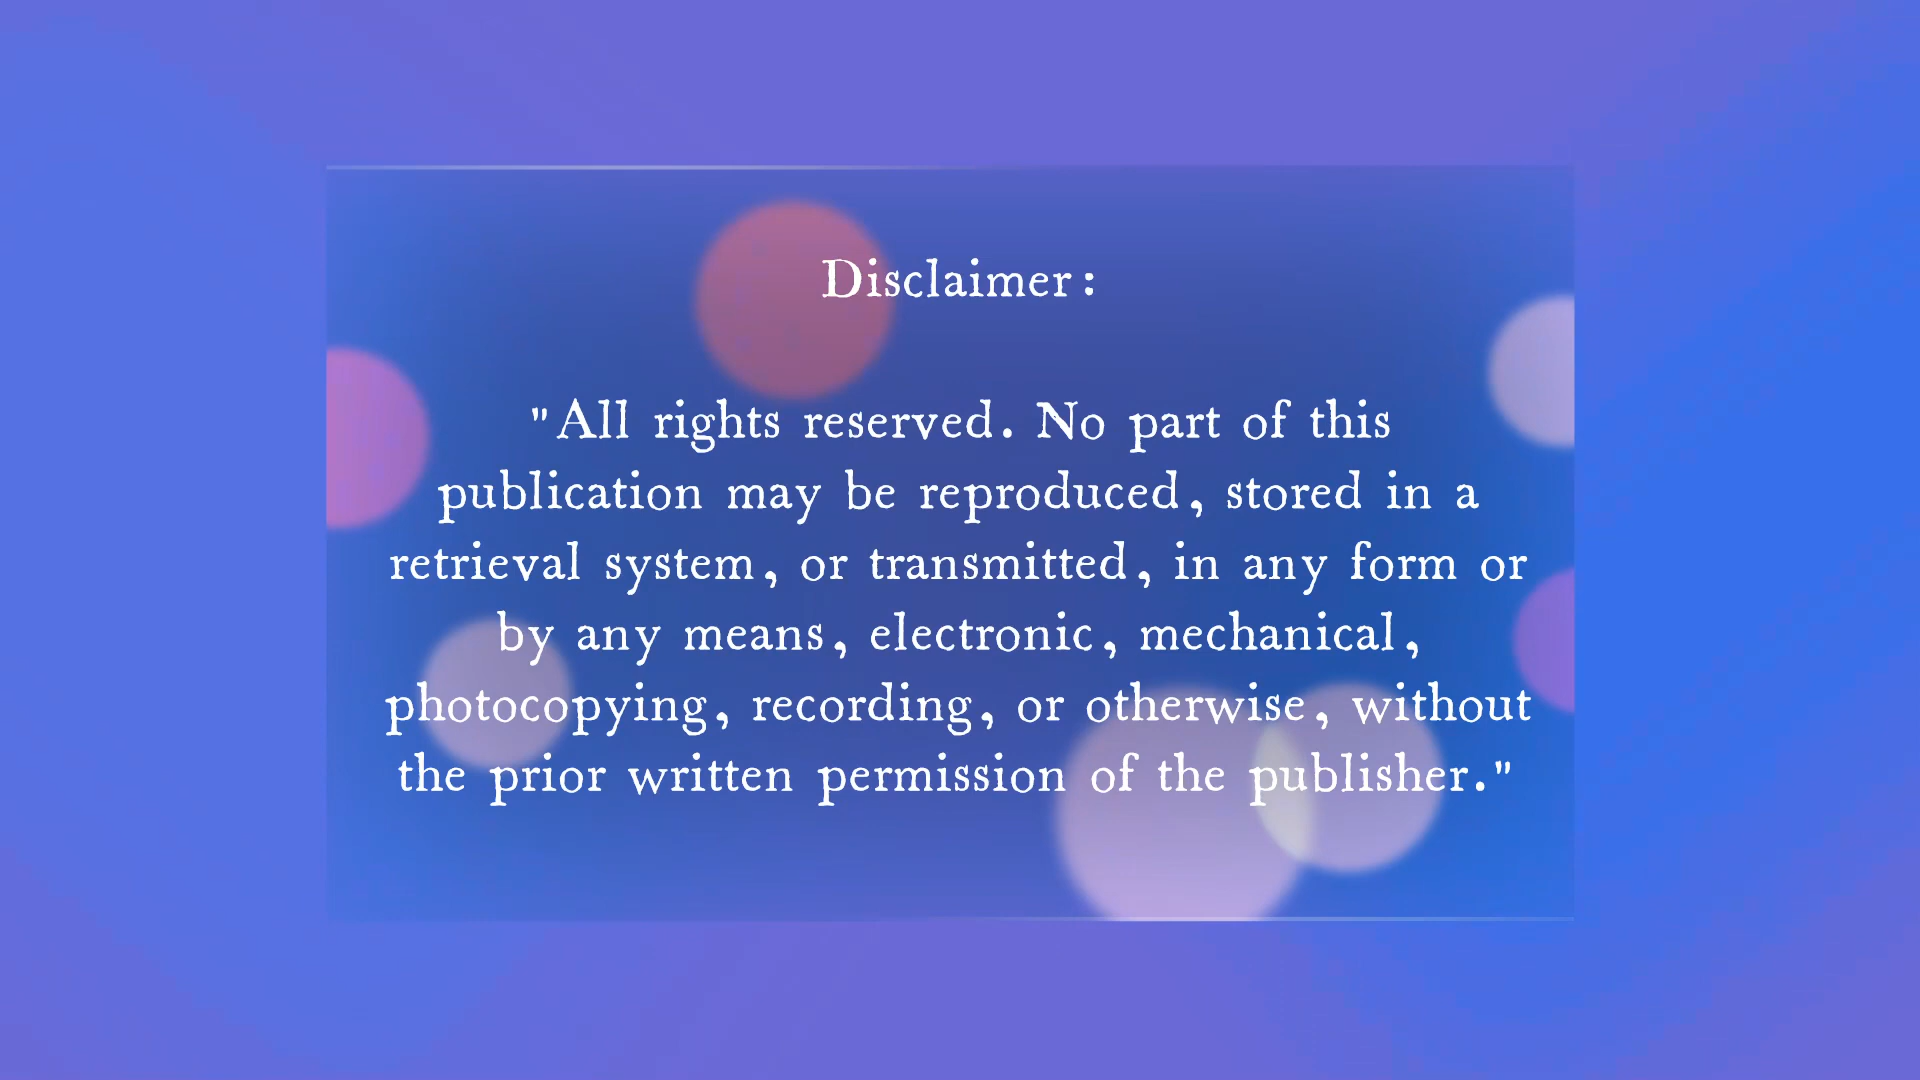 Disclaimer:
"All rights reserved. No part of this
publication may be reproduced, stored in a
retrieval system, or transmitted, in any form or
by any means, electronic, mechanical,
photocopying, recording, or otherwise, without
the prior written permission of the publisher."